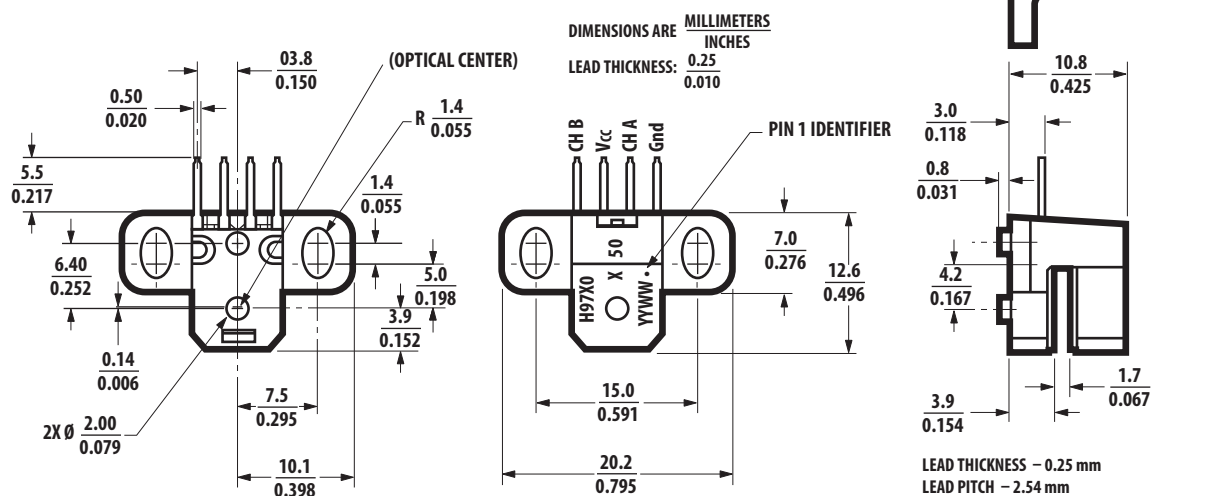 DIMENSIONS ARE MILLIMETERS
INCHES
LEAD THICKNESS: 0.25
0.010
03.8
0.150
(OPTICAL CENTER)
0.50
0.020
R 1.4
0.055
5.5
0.217
1.4
0.055
6.40
0.252
5.0
0.198
3.9
0.152
0.14
0.006
7.5
0.295
2X Ø 2.00
0.079
10.1
0.398
CH B
Vcc
CH A
Gnd
PIN 1 IDENTIFIER
H97X0
X 50
YYWW •
7.0
0.276
12.6
0.496
15.0
0.591
20.2
0.795
10.8
0.425
3.0
0.118
0.8
0.031
4.2
0.167
1.7
0.067
3.9
0.154
LEAD THICKNESS – 0.25 mm
LEAD PITCH – 2.54 mm